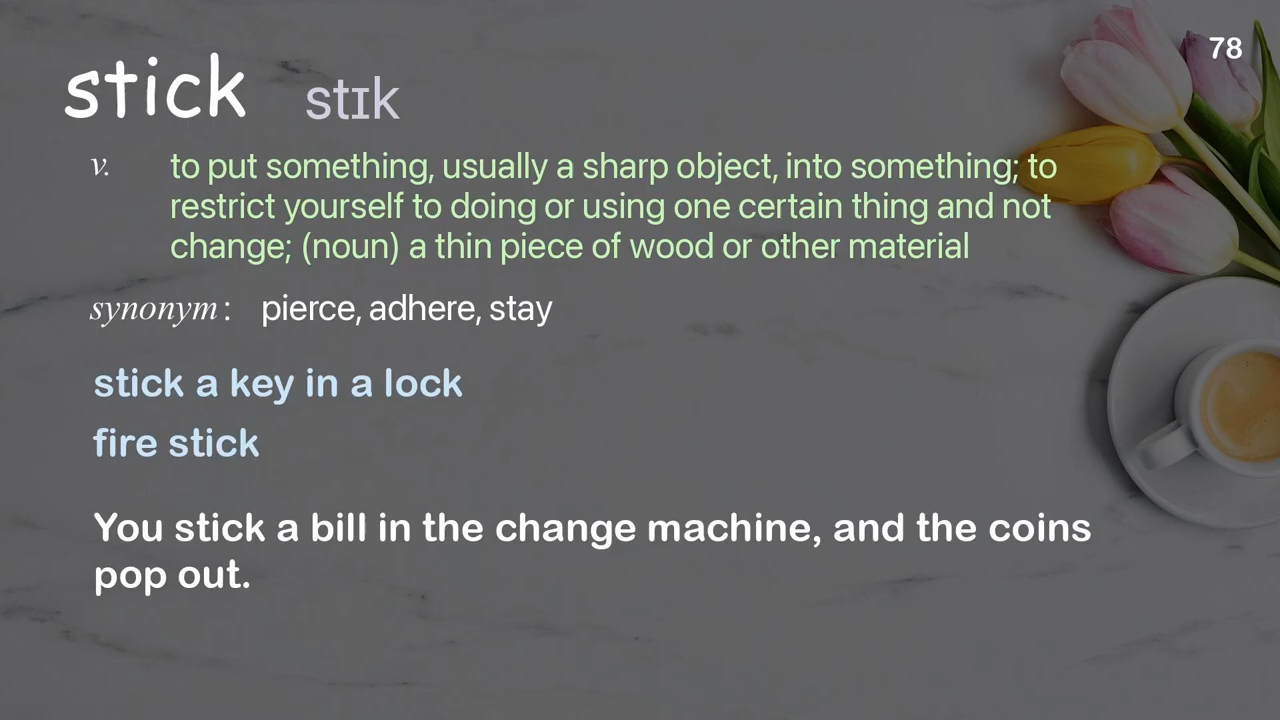 78
stick stɪk
v. to put something, usually a sharp object, into something; to
restrict yourself to doing or using one certain thing and not
change; (noun) a thin piece of wood or other material
synonym: pierce, adhere, stay
stick a key in a lock
fire stick
You stick a bill in the change machine, and the coins
pop out.